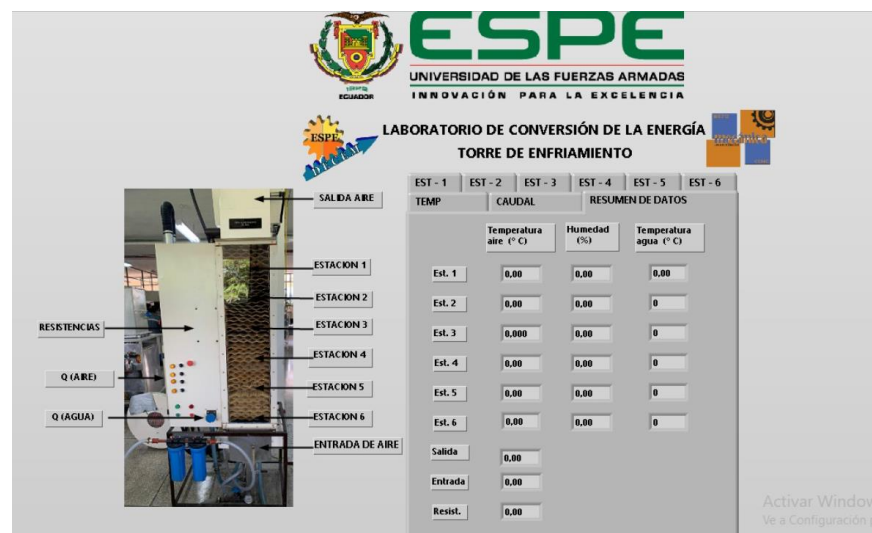 ESPE
UNIVERSIDAD DE LAS FUERZAS ARMADAS
INNOVACIÓN PARA LA EXCELENCIA
ECUADOR
ESPE
LABORATORIO DE CONVERSIÓN DE LA ENERGÍA
TORRE DE ENFRIAMIENTO
EST - 1 EST - 2 EST - 3 EST - 4 EST - 5 EST - 6
TEMP CAUDAL RESUMEN DE DATOS
Temperatura aire (° C) Humedad (%) Temperatura agua (° C)
Est. 1 0,00 0,00 0,00
Est. 2 0,00 0,00 0
Est. 3 0,000 0,00 0
Est. 4 0,00 0,00 0
Est. 5 0,00 0,00 0
Est. 6 0,00 0,00 0
Salida 0,00
Entrada 0,00
Resist. 0,00
SALIDA AIRE
ESTACION 1
ESTACION 2
ESTACION 3
ESTACION 4
ESTACION 5
ESTACION 6
ENTRADA DE AIRE
RESISTENCIAS
Q (AIRE)
Q (AGUA)
Activar Window
Ve a Configuración p